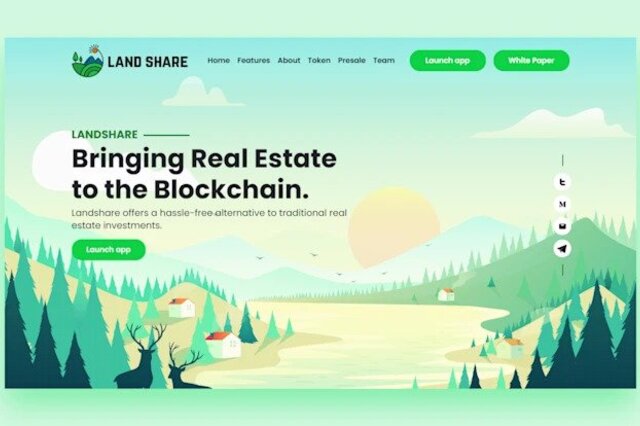 LAND SHARE
Home Features About Token Presale Team
Launch app
White Paper
LANDSHARE
Bringing Real Estate
to the Blockchain.
Landshare offers a hassle-free alternative to traditional real
estate investments.
Launch app